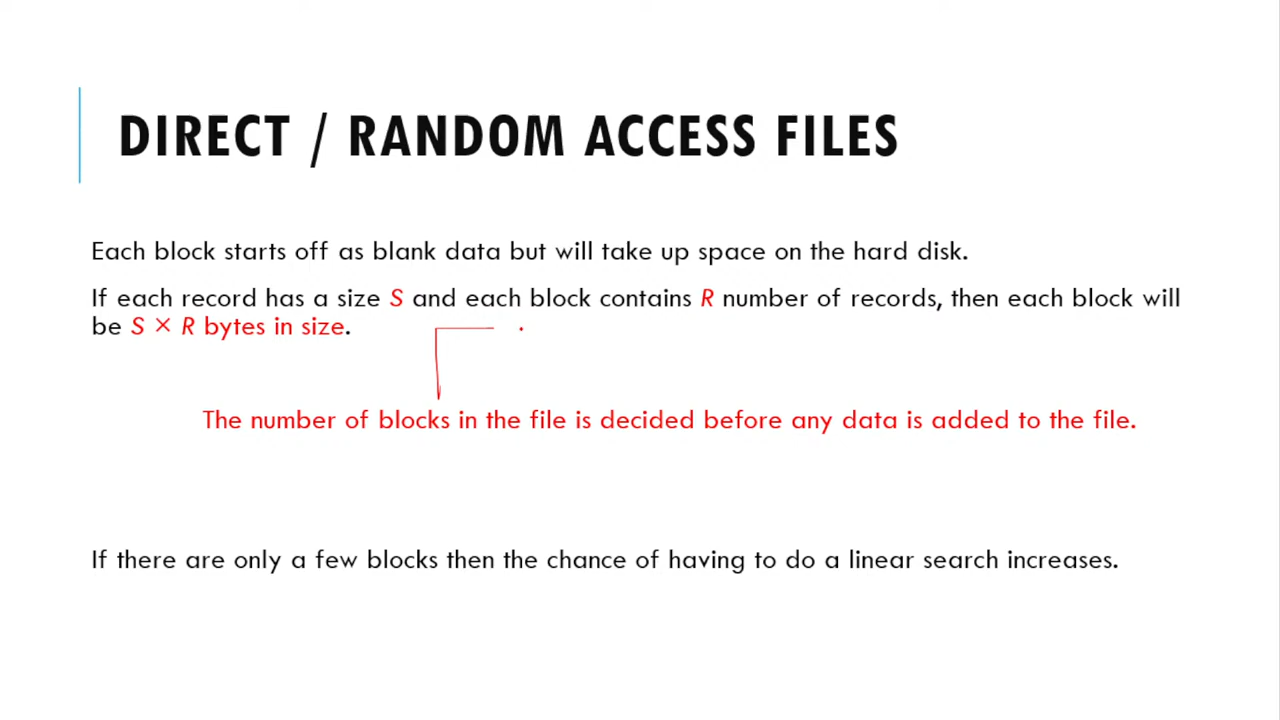 DIRECT / RANDOM ACCESS FILES
Each block starts off as blank data but will take up space on the hard disk.
If each record has a size S and each block contains R number of records, then each block will
be S × R bytes in size.
The number of blocks in the file is decided before any data is added to the file.
If there are only a few blocks then the chance of having to do a linear search increases.